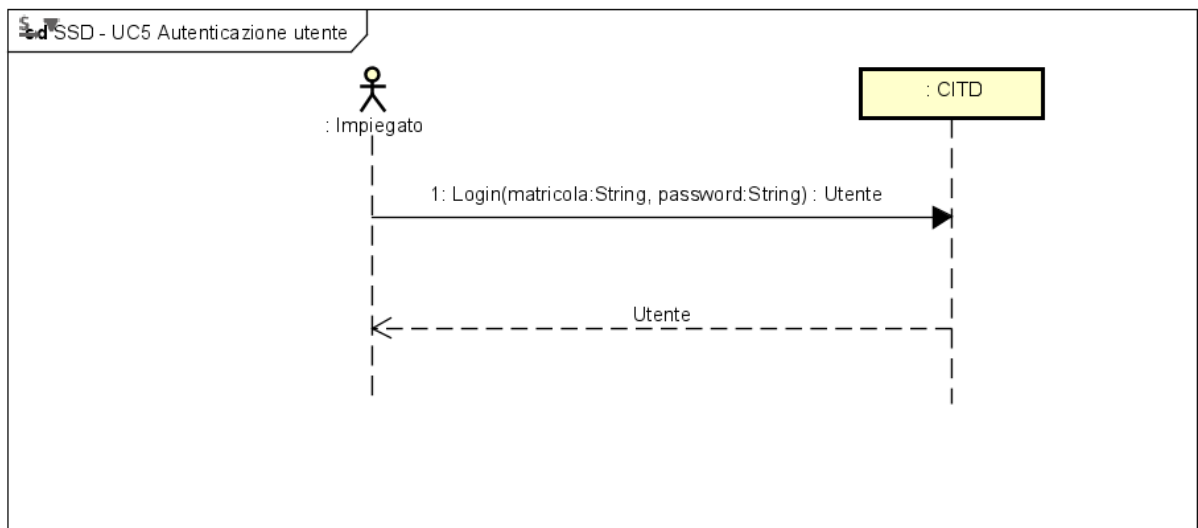 sd SSD - UC5 Autenticazione utente
: Impiegato
: CITD
1: Login(matricola:String, password:String) : Utente
Utente